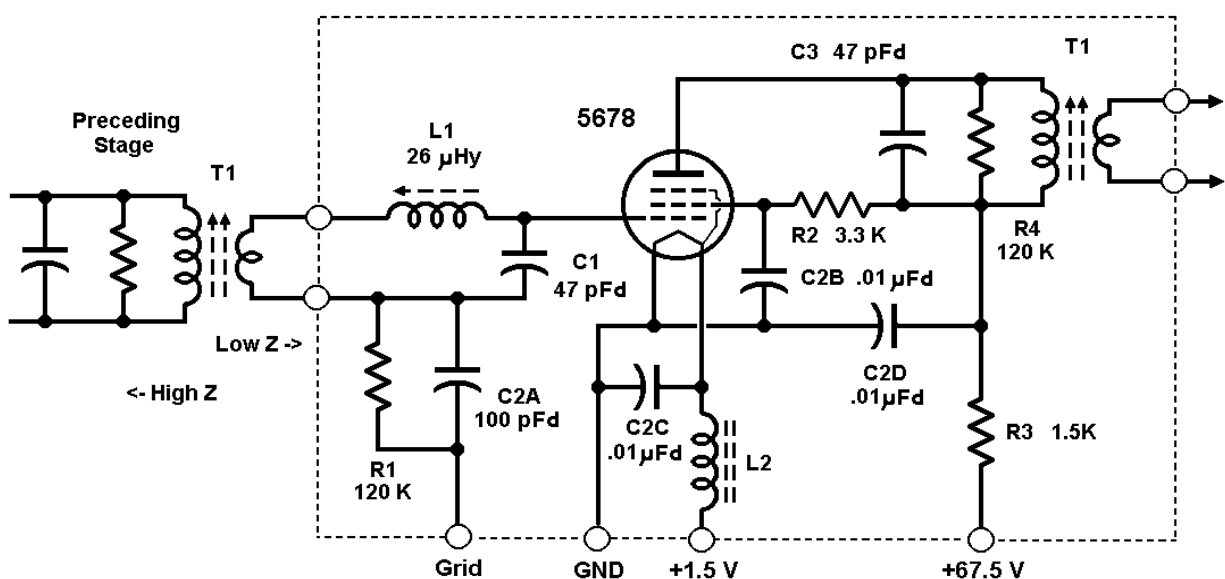 Preceding
Stage
T1
L1
26 µHy
5678
C3 47 pFd
T1
C1
47 pFd
R2 3.3 K
R4
120 K
C2B .01µFd
Low Z ->
<- High Z
C2A
100 pFd
C2D
.01µFd
C2C
.01µFd
L2
R3 1.5K
R1
120 K
Grid
GND
+1.5 V
+67.5 V